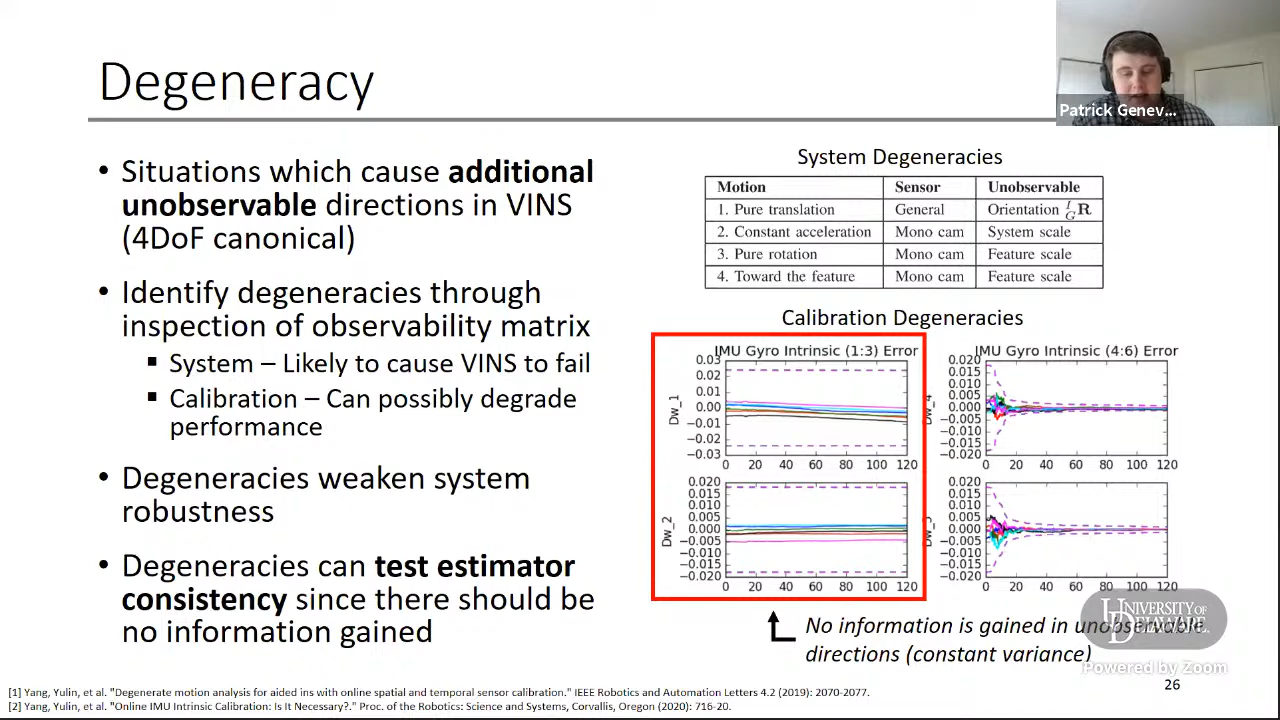 Degeneracy
Patrick Genev...
• Situations which cause additional
unobservable directions in VINS
(4DoF canonical)
• Identify degeneracies through
inspection of observability matrix
▪ System – Likely to cause VINS to fail
▪ Calibration – Can possibly degrade
performance
• Degeneracies weaken system
robustness
• Degeneracies can test estimator
consistency since there should be
no information gained
System Degeneracies
Motion Sensor Unobservable
1. Pure translation General Orientation ᴵGR
2. Constant acceleration Mono cam System scale
3. Pure rotation Mono cam Feature scale
4. Toward the feature Mono cam Feature scale
Calibration Degeneracies
IMU Gyro Intrinsic (1:3) Error
0.03
0.02
0.01
0.00
−0.01
−0.02
−0.03
Dw_1
0 20 40 60 80 100 120
0.020
0.015
0.010
0.005
0.000
−0.005
−0.010
−0.015
−0.020
Dw_2
0 20 40 60 80 100 120
IMU Gyro Intrinsic (4:6) Error
0.020
0.015
0.010
0.005
0.000
−0.005
−0.010
−0.015
−0.020
Dw_4
0 20 40 60 80 100 120
0.020
0.015
0.010
0.005
0.000
−0.005
−0.010
−0.015
−0.020
0 20 40 60 80 100 120
No information is gained in unobservable
directions (constant variance)
UNIVERSITY OF
DELAWARE
Powered by Zoom
26
[1] Yang, Yulin, et al. "Degenerate motion analysis for aided ins with online spatial and temporal sensor calibration." IEEE Robotics and Automation Letters 4.2 (2019): 2070-2077.
[2] Yang, Yulin, et al. "Online IMU Intrinsic Calibration: Is It Necessary?." Proc. of the Robotics: Science and Systems, Corvallis, Oregon (2020): 716-20.